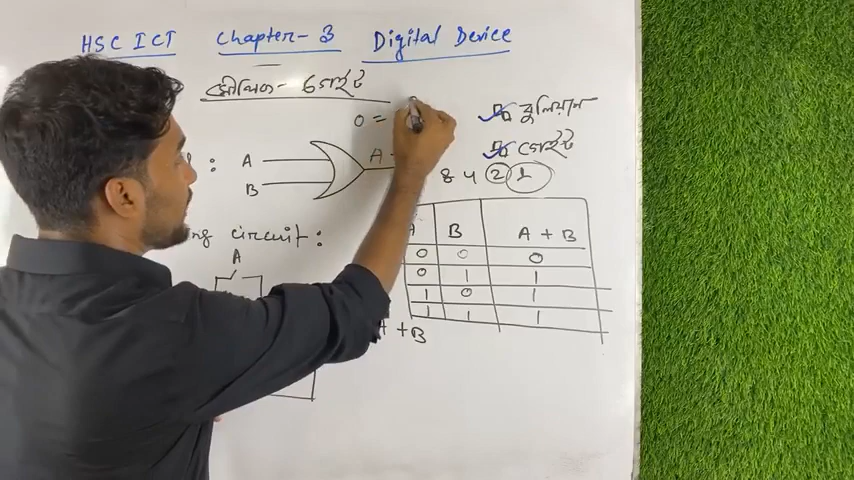 HSC ICT Chapter-3 Digital Device
মৌলিক গেইট
0 =
বুলিয়ান
গেইট
: A
B
A
8 4 2 1
A B A + B
0 0 0
0 1 1
1 0 1
1 1 1
circuit :
A
A + B